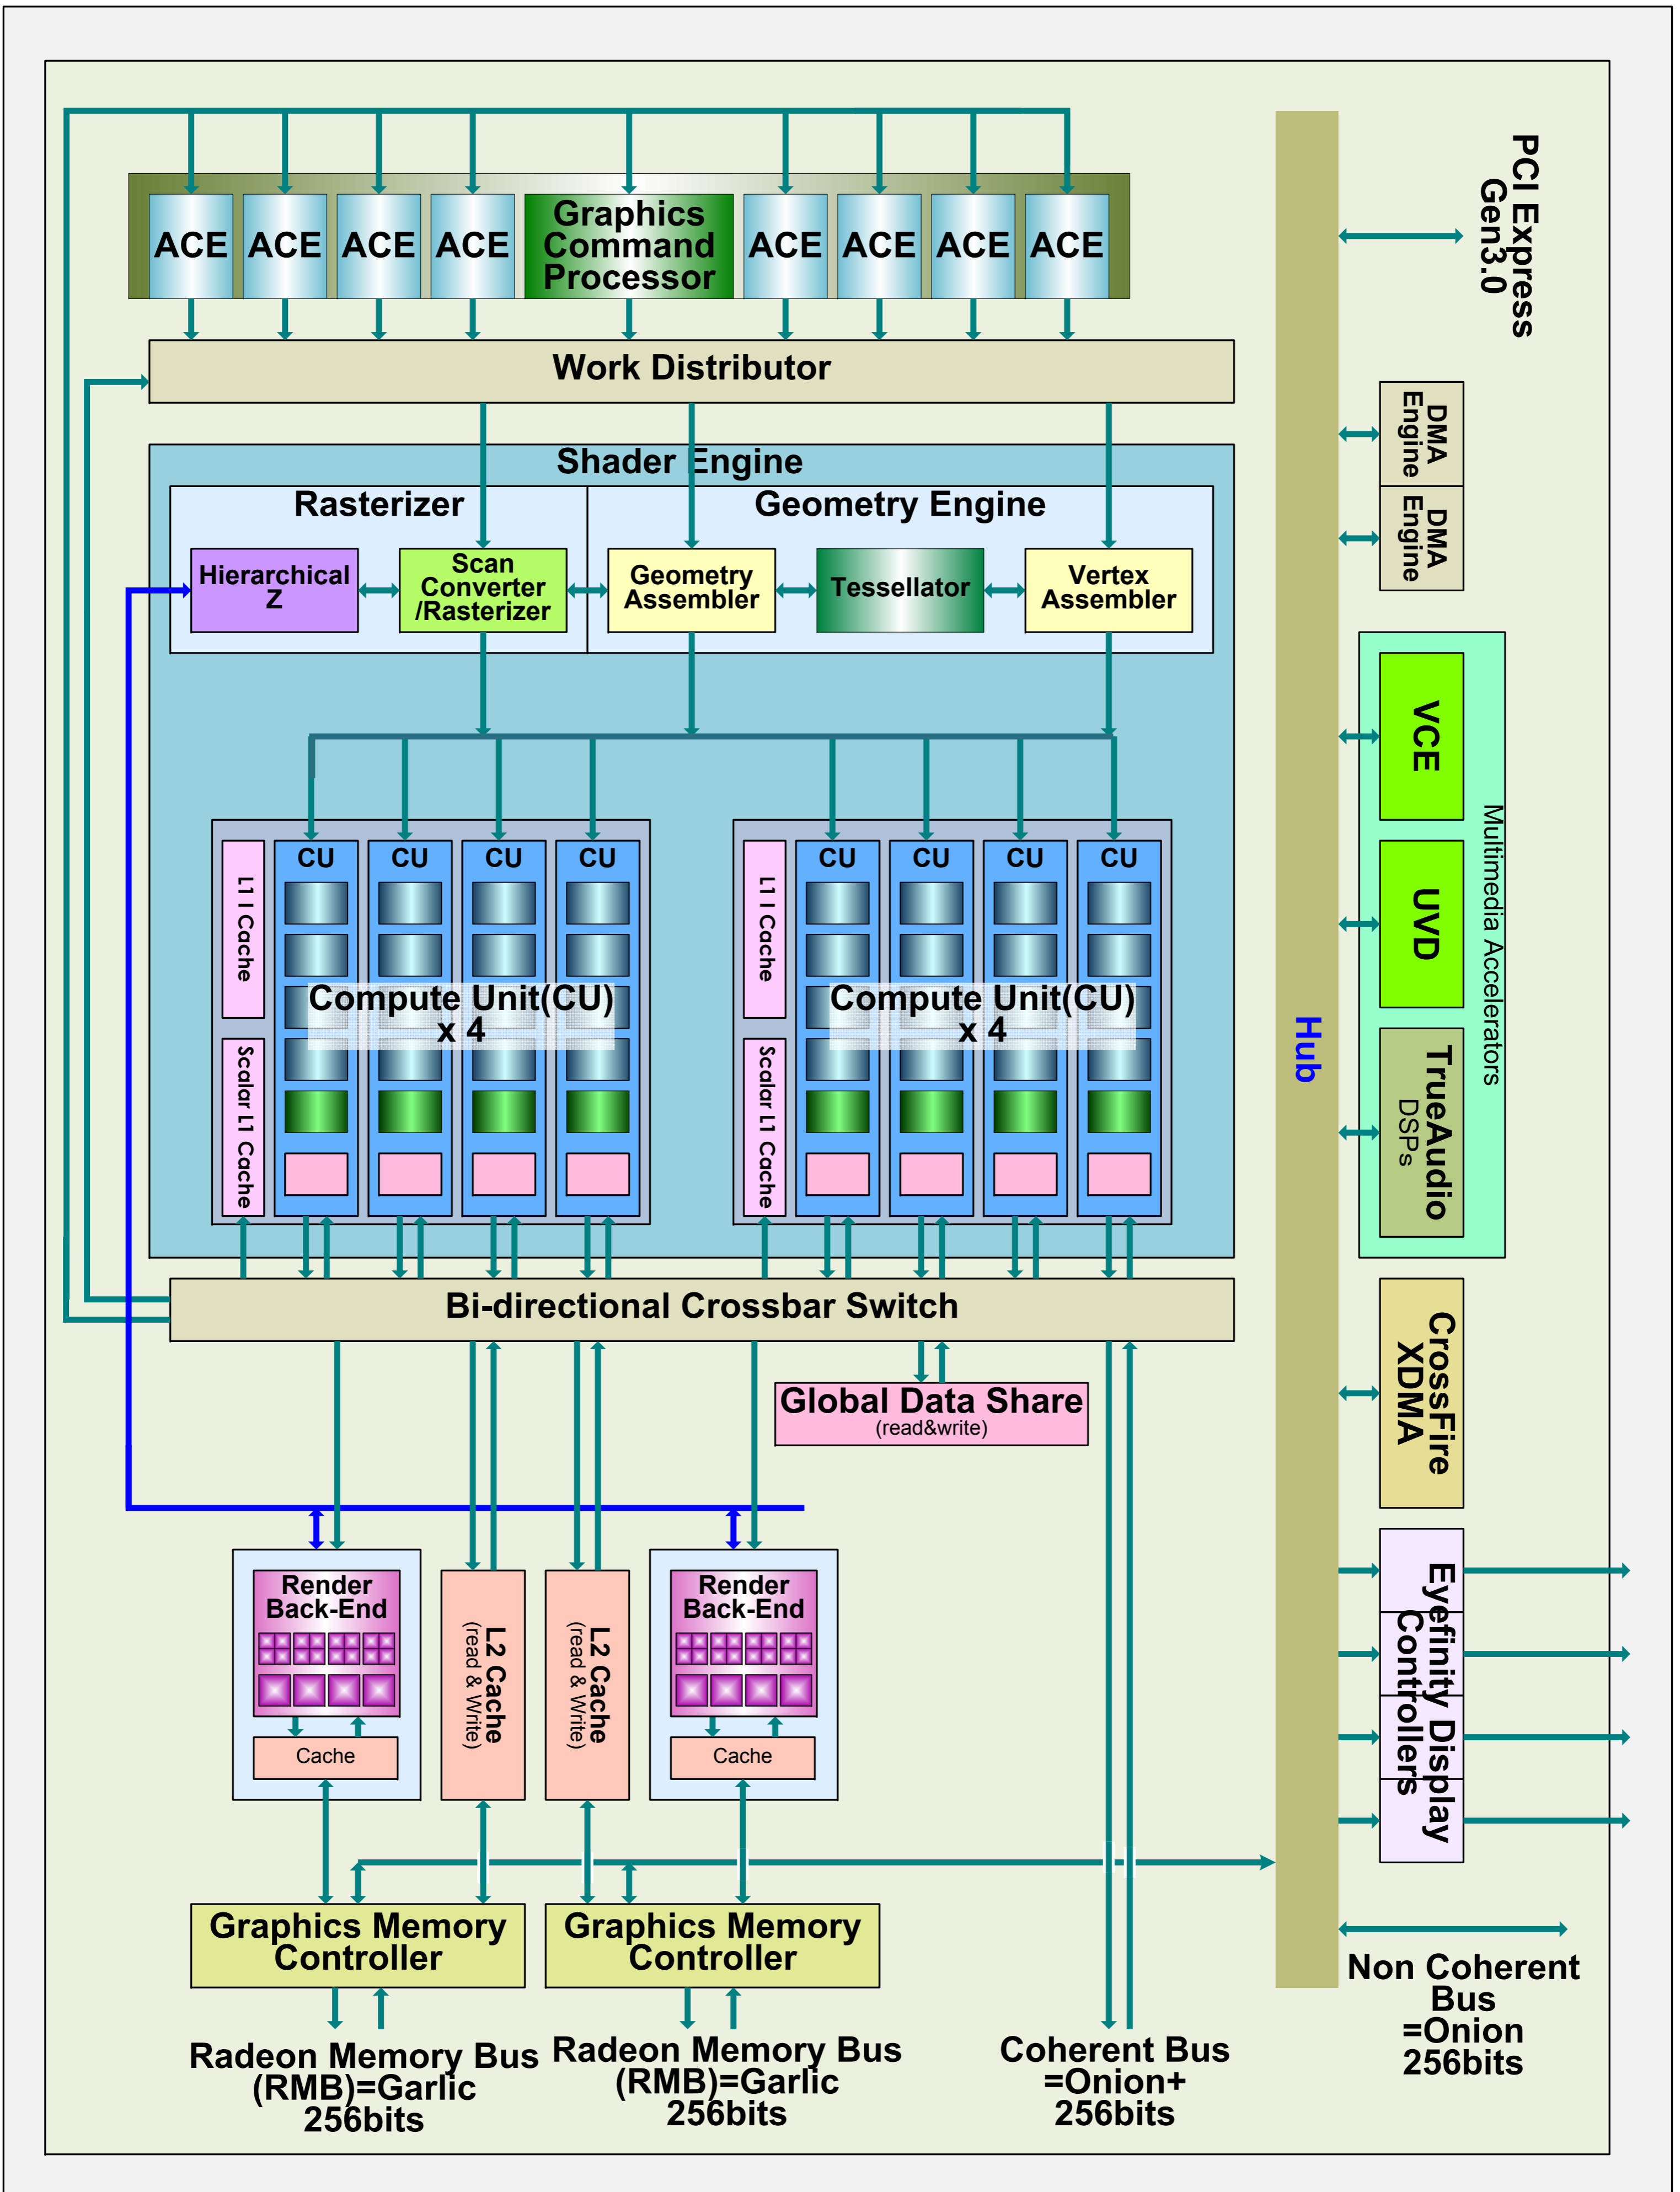 ACE
ACE
ACE
ACE
Graphics
Command
Processor
ACE
ACE
ACE
ACE
Work Distributor
Shader Engine
Rasterizer
Geometry Engine
Hierarchical
Z
Scan
Converter
/Rasterizer
Geometry
Assembler
Tessellator
Vertex
Assembler
L1 I Cache
Scalar L1 Cache
CU
CU
CU
CU
Compute Unit(CU)
x 4
L1 I Cache
Scalar L1 Cache
CU
CU
CU
CU
Compute Unit(CU)
x 4
Bi-directional Crossbar Switch
Global Data Share
(read&write)
Render
Back-End
Cache
L2 Cache
(read & Write)
L2 Cache
(read & Write)
Render
Back-End
Cache
Graphics Memory
Controller
Graphics Memory
Controller
Radeon Memory Bus
(RMB)=Garlic
256bits
Radeon Memory Bus
(RMB)=Garlic
256bits
Coherent Bus
=Onion+
256bits
Hub
PCI Express
Gen3.0
DMA
Engine
DMA
Engine
VCE
UVD
TrueAudio
DSPs
Multimedia Accelerators
CrossFire
XDMA
Eyefinity Display
Controllers
Non Coherent
Bus
=Onion
256bits